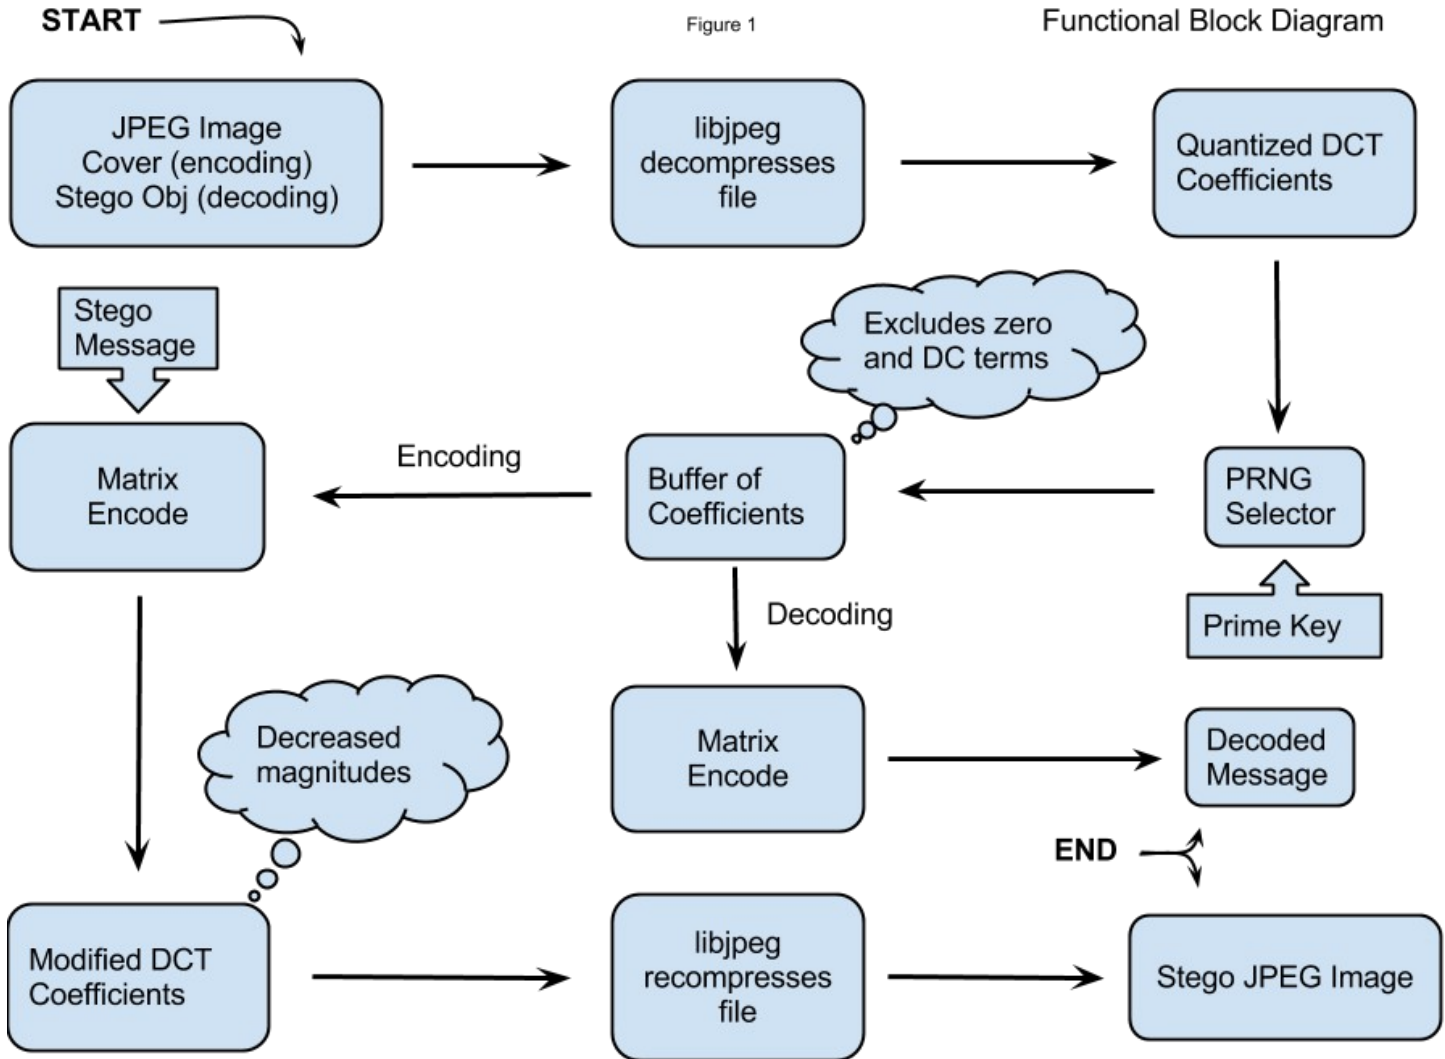 START
Figure 1
Functional Block Diagram
JPEG Image
Cover (encoding)
Stego Obj (decoding)
libjpeg
decompresses
file
Quantized DCT
Coefficients
Stego
Message
Excludes zero
and DC terms
Matrix
Encode
Encoding
Buffer of
Coefficients
PRNG
Selector
Decoding
Prime Key
Decreased
magnitudes
Matrix
Encode
Decoded
Message
END
Modified DCT
Coefficients
libjpeg
recompresses
file
Stego JPEG Image